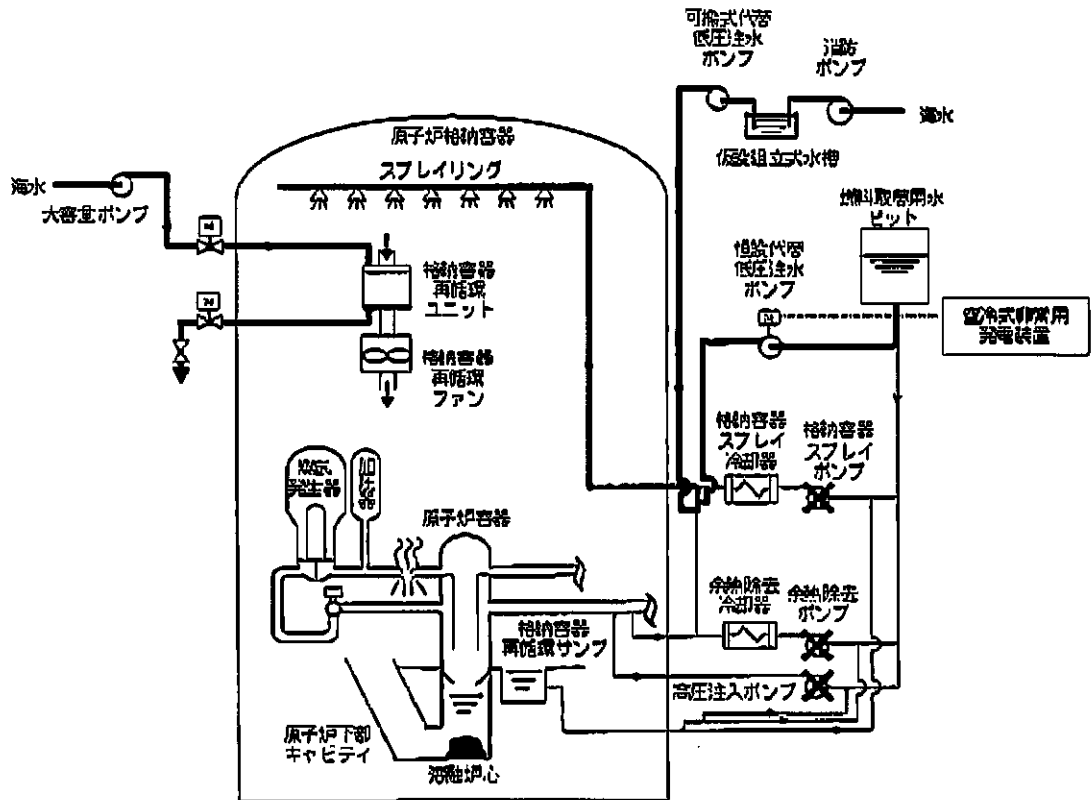 可搬式代替
低圧注水
ポンプ
消防
ポンプ
海水
仮設組立式水槽
原子炉格納容器
スプレイリング
海水
大容量ポンプ
燃料取替用水
ピット
恒設代替
低圧注水
ポンプ
空冷式非常用
発電装置
格納容器
再循環
ユニット
格納容器
再循環
ファン
格納容器
スプレイ
冷却器
格納容器
スプレイ
ポンプ
蒸気
発生器
加圧器
原子炉容器
余熱除去
冷却器
余熱除去
ポンプ
格納容器
再循環サンプ
高圧注入ポンプ
原子炉下部
キャビティ
溶融炉心